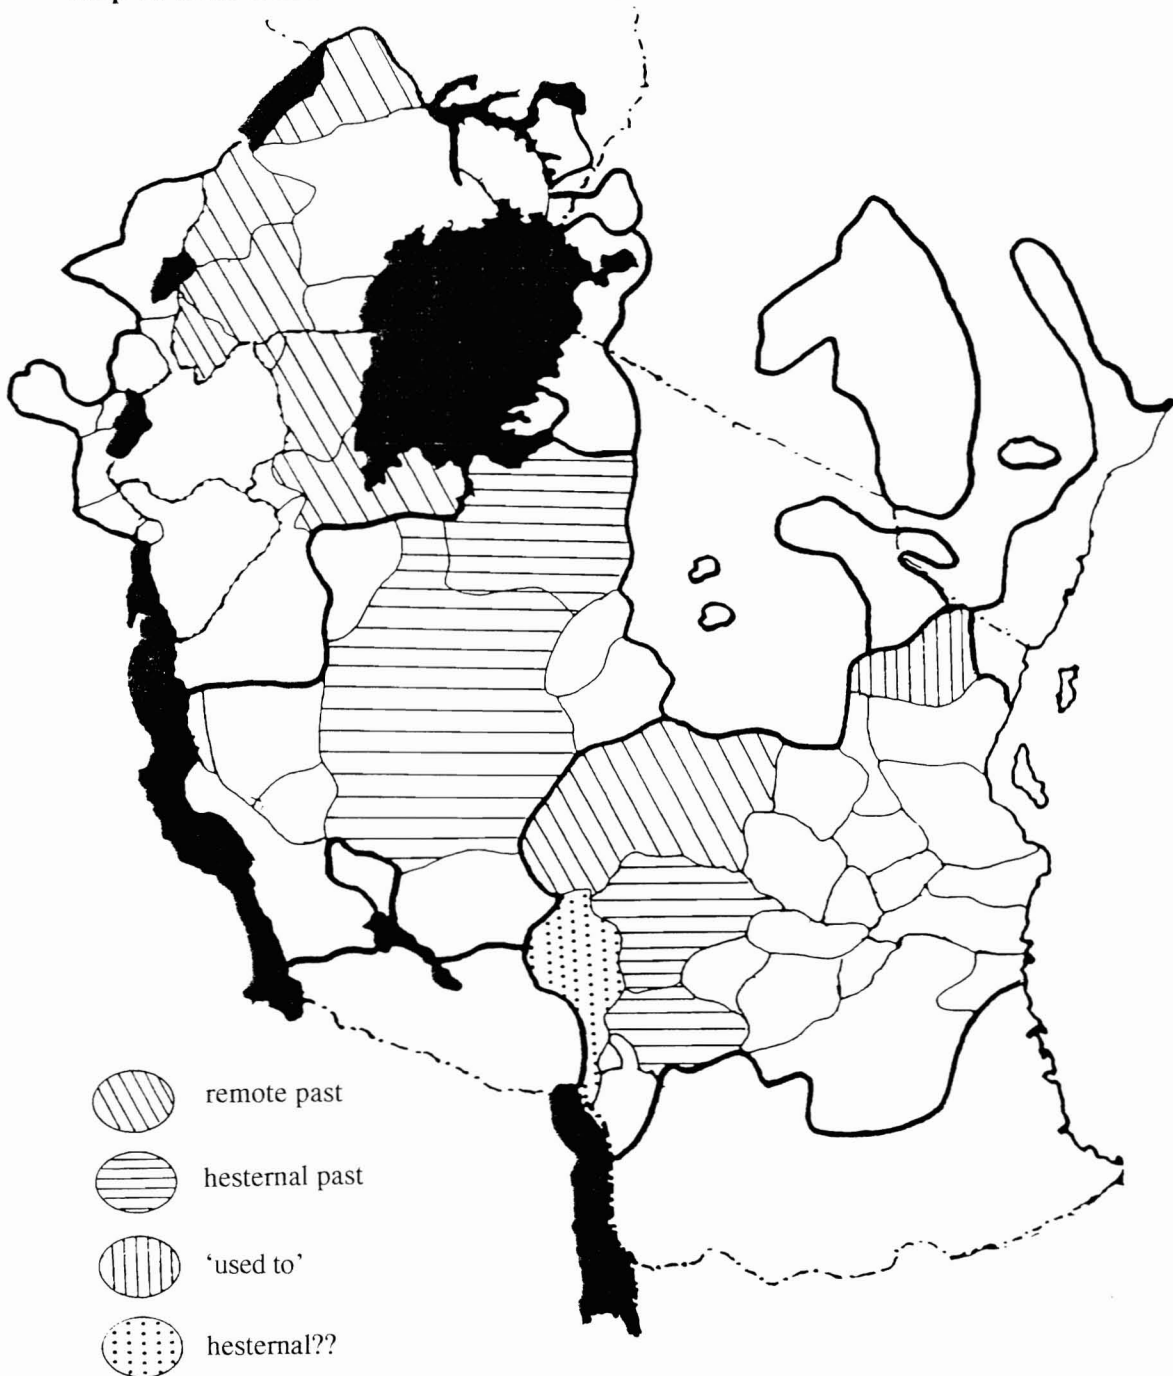 remote past
hesternal past
‘used to’
hesternal??